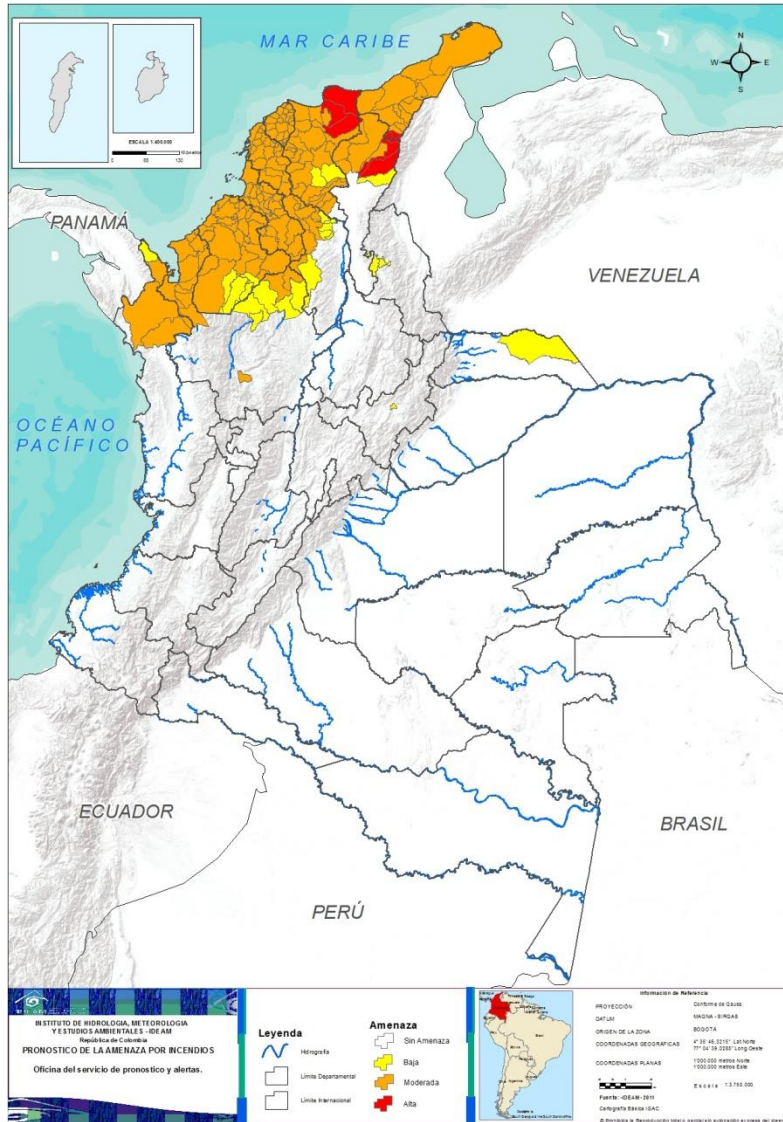 MAR CARIBE
N
W E
S
ESCALA 1:400.000
PANAMÁ
VENEZUELA
OCÉANO
PACÍFICO
ECUADOR
PERÚ
BRASIL
INSTITUTO DE HIDROLOGIA, METEOROLOGIA
Y ESTUDIOS AMBIENTALES - IDEAM
República de Colombia
PRONOSTICO DE LA AMENAZA POR INCENDIOS
Oficina del servicio de pronostico y alertas.
Leyenda
Hidrografía
Límite Departamental
Límite Internacional
Amenaza
Sin Amenaza
Baja
Moderada
Alta
Información de Referencia
PROYECCIÓN Conforme de Gauss
DATUM MAGNA - SIRGAS
ORIGEN DE LA ZONA BOGOTÁ
COORDENADAS GEOGRÁFICAS
COORDENADAS PLANAS 1'000.000 metros Norte
1'000.000 metros Este
Escala 1:3.750.000
Fuente: -IDEAM- 2011
Cartografía Básica IGAC